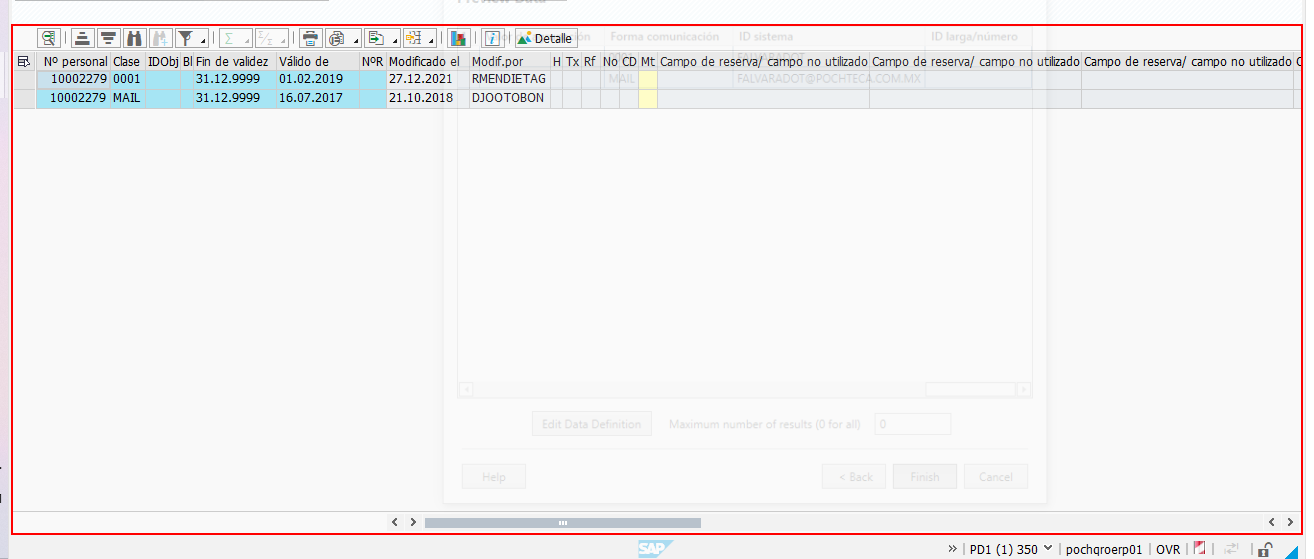 Preview Data
Detalle
Forma comunicación ID sistema ID larga/número
Nº personal Clase IDObj Bl Fin de validez Válido de NºR Modificado el Modif.por H Tx Rf No CD Mt Campo de reserva/ campo no utilizado Campo de reserva/ campo no utilizado Campo de reserva/ campo no utilizado C
10002279 0001 31.12.9999 01.02.2019 27.12.2021 RMENDIETAG
MAIL FALVARADOT@POCHTECA.COM.MX
10002279 MAIL 31.12.9999 16.07.2017 21.10.2018 DJOOTOBON
Edit Data Definition Maximum number of results (0 for all) 0
Help < Back Finish Cancel
SAP PD1 (1) 350 pochqroerp01 OVR